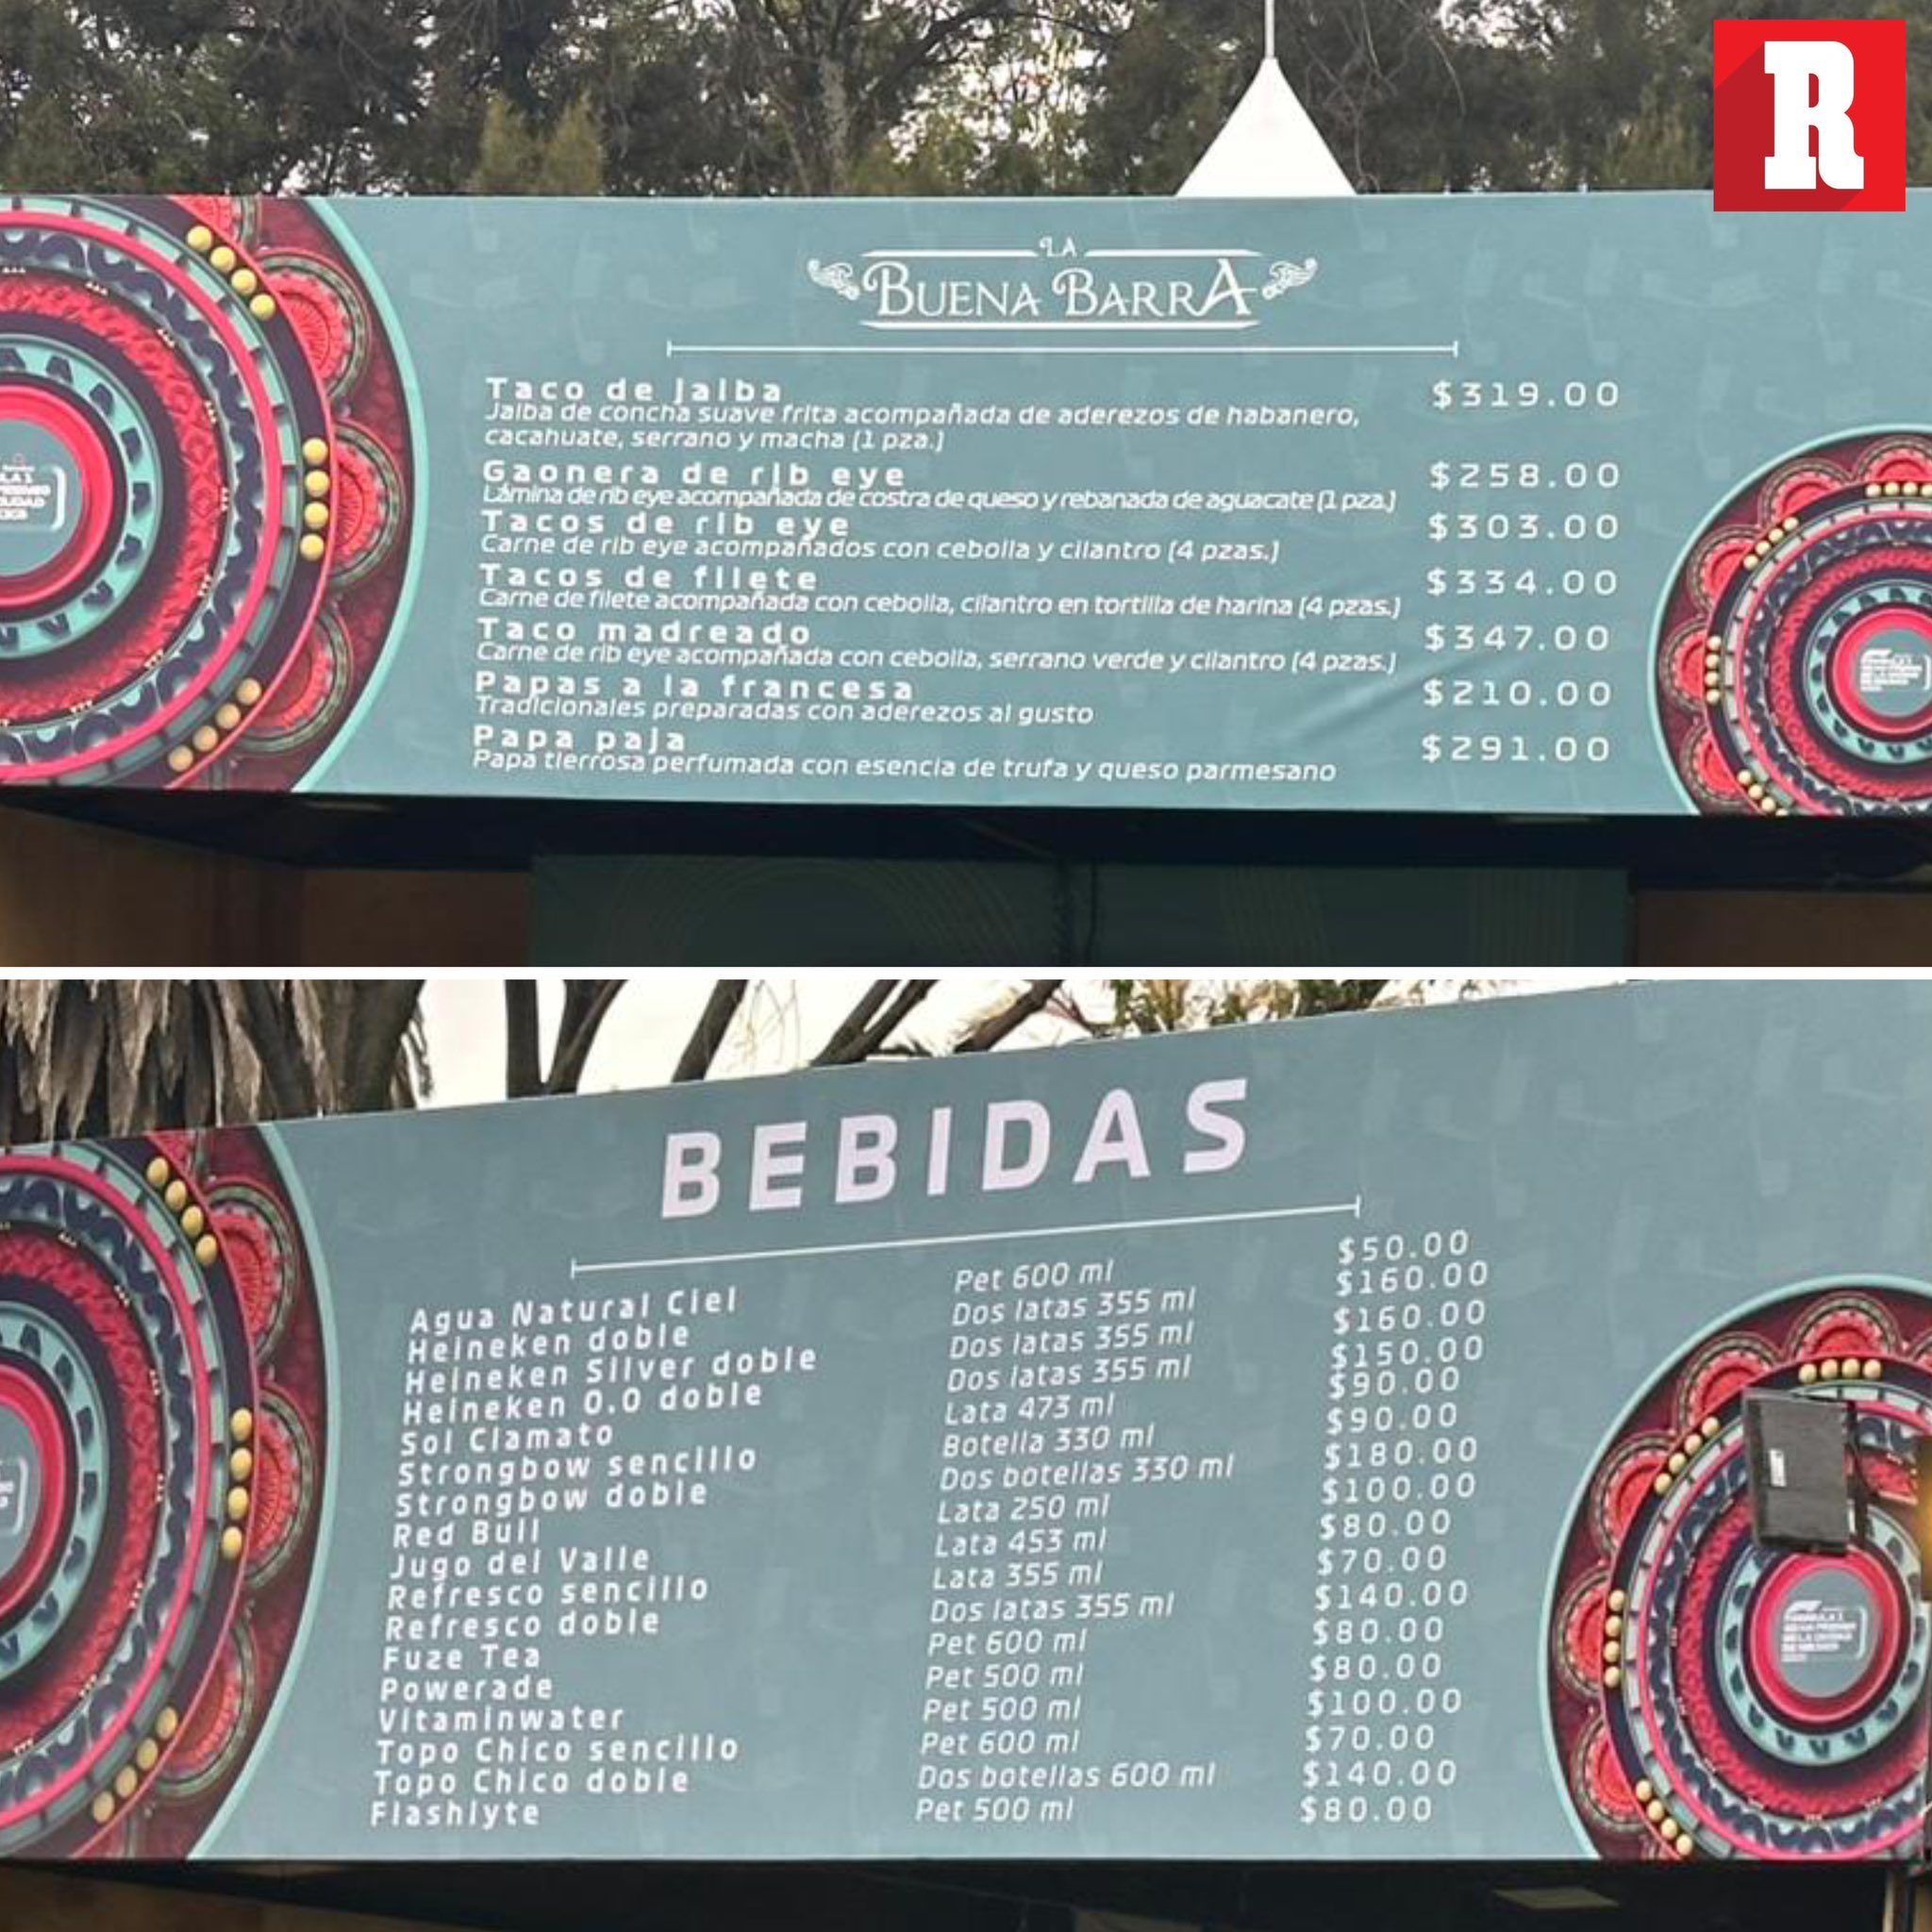 R
LA
BUENA BARRA
Taco de jaiba $319.00
Jaiba de concha suave frita acompañada de aderezos de habanero,
cacahuate, serrano y macha (1 pza.)
Gaonera de rib eye $258.00
Lámina de rib eye acompañada de costra de queso y rebanada de aguacate (1 pza.)
Tacos de rib eye $303.00
Carne de rib eye acompañados con cebolla y cilantro (4 pzas.)
Tacos de filete $334.00
Carne de filete acompañada con cebolla, cilantro en tortilla de harina (4 pzas.)
Taco madreado $347.00
Carne de rib eye acompañada con cebolla, serrano verde y cilantro (4 pzas.)
Papas a la francesa $210.00
Tradicionales preparadas con aderezos al gusto
Papa paja $291.00
Papa tierrosa perfumada con esencia de trufa y queso parmesano
BEBIDAS
Agua Natural Ciel Pet 600 ml $50.00
Heineken doble Dos latas 355 ml $160.00
Heineken Silver doble Dos latas 355 ml $160.00
Heineken 0.0 doble Dos latas 355 ml $150.00
Sol Clamato Lata 473 ml $90.00
Strongbow sencillo Botella 330 ml $90.00
Strongbow doble Dos botellas 330 ml $180.00
Red Bull Lata 250 ml $100.00
Jugo del Valle Lata 453 ml $80.00
Refresco sencillo Lata 355 ml $70.00
Refresco doble Dos latas 355 ml $140.00
Fuze Tea Pet 600 ml $80.00
Powerade Pet 500 ml $80.00
Vitaminwater Pet 500 ml $100.00
Topo Chico sencillo Pet 600 ml $70.00
Topo Chico doble Dos botellas 600 ml $140.00
Flashlyte Pet 500 ml $80.00